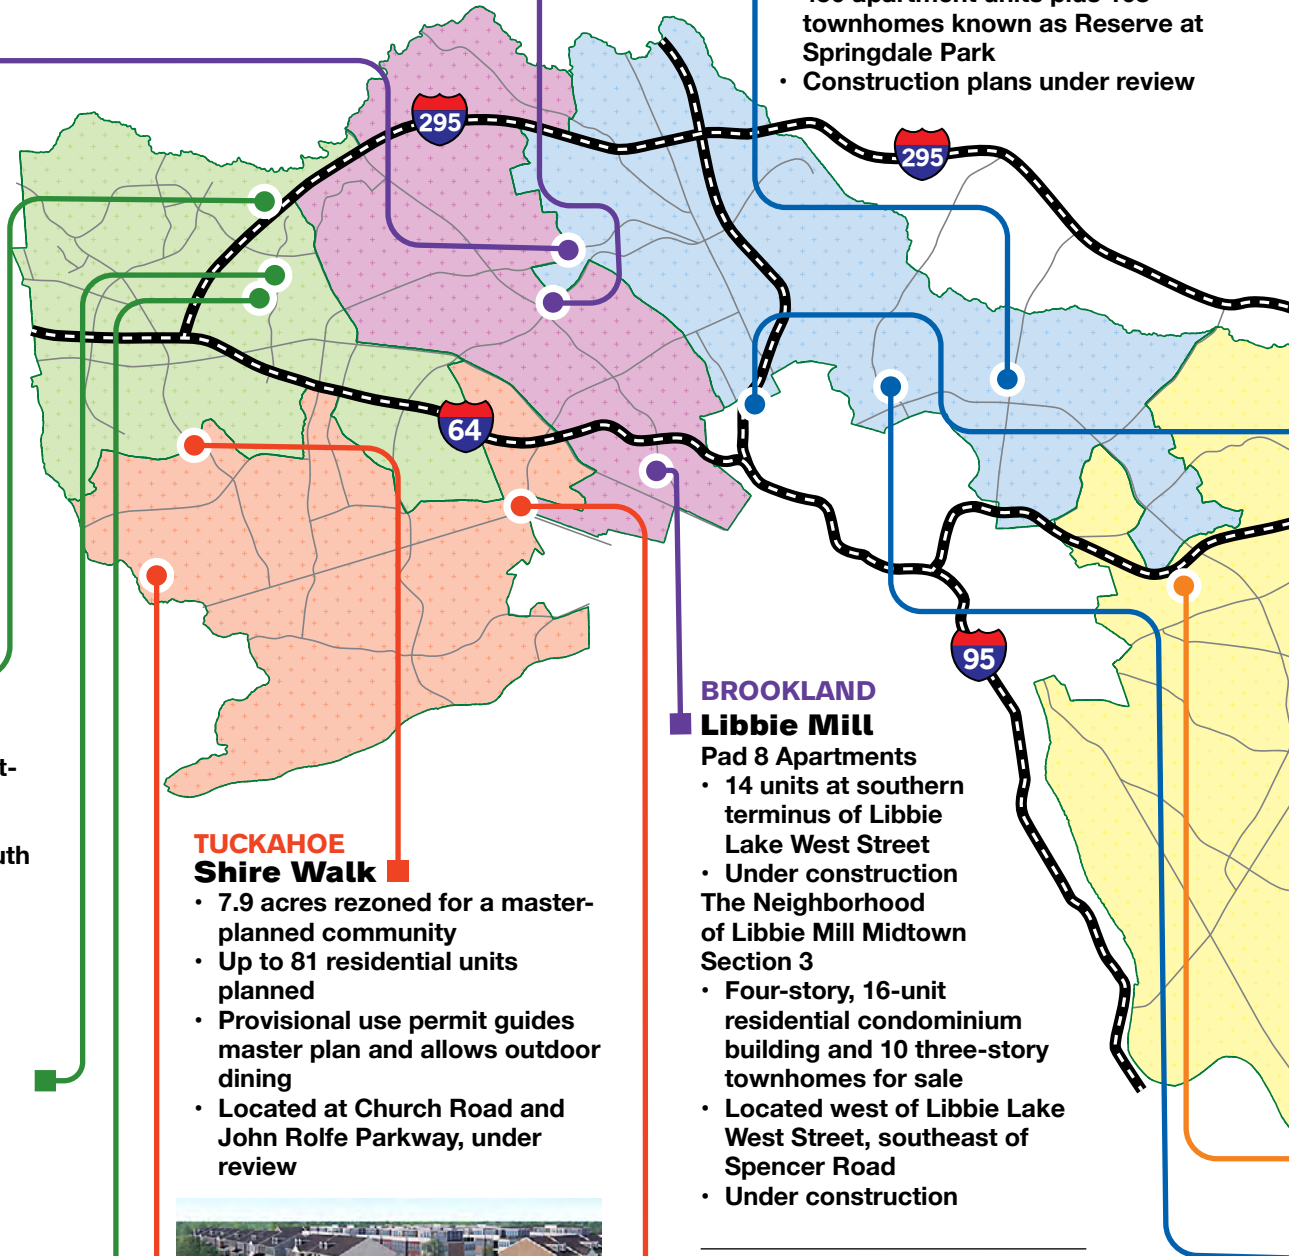 townhomes known as Reserve at
Springdale Park
• Construction plans under review
295
295
64
95
BROOKLAND
Libbie Mill
Pad 8 Apartments
• 14 units at southern
terminus of Libbie
Lake West Street
• Under construction
The Neighborhood
of Libbie Mill Midtown
Section 3
• Four-story, 16-unit
residential condominium
building and 10 three-story
townhomes for sale
• Located west of Libbie Lake
West Street, southeast of
Spencer Road
• Under construction
t-
uth
TUCKAHOE
Shire Walk
• 7.9 acres rezoned for a master-
planned community
• Up to 81 residential units
planned
• Provisional use permit guides
master plan and allows outdoor
dining
• Located at Church Road and
John Rolfe Parkway, under
review